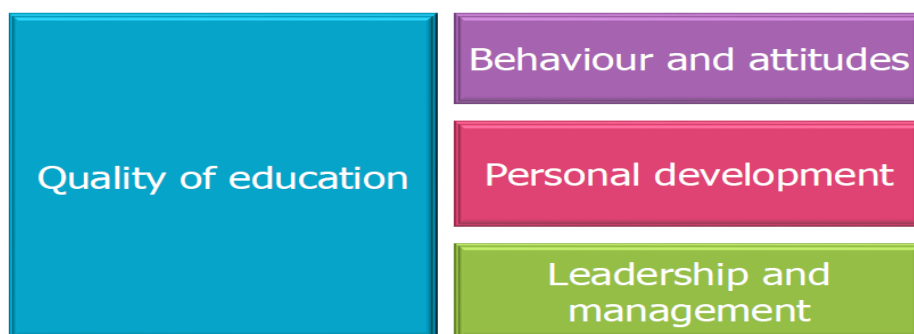 Quality of education
Behaviour and attitudes
Personal development
Leadership and
management